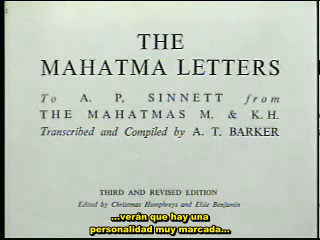 THE
MAHATMA LETTERS
To A. P. SINNETT from
THE MAHATMAS M. & K.H.
Transcribed and Compiled by A. T. BARKER
THIRD AND REVISED EDITION
Edited by Christmas Humphreys and Elsie Benjamin
...verán que hay una
personalidad muy marcada...